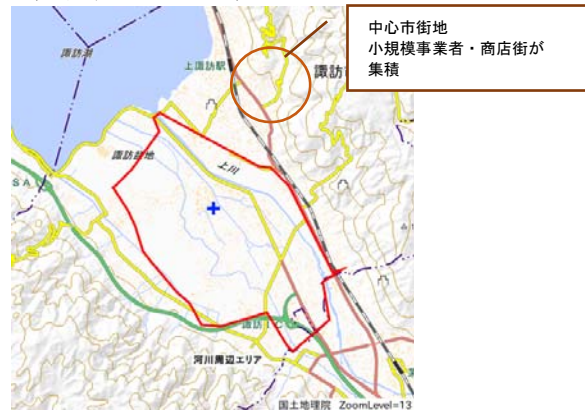 中心市街地
小規模事業者・商店街が
集積
諏訪湖
上諏訪駅
諏訪
諏訪盆地
上川
SA
諏訪IC
河川周辺エリア
国土地理院 ZoomLevel=13